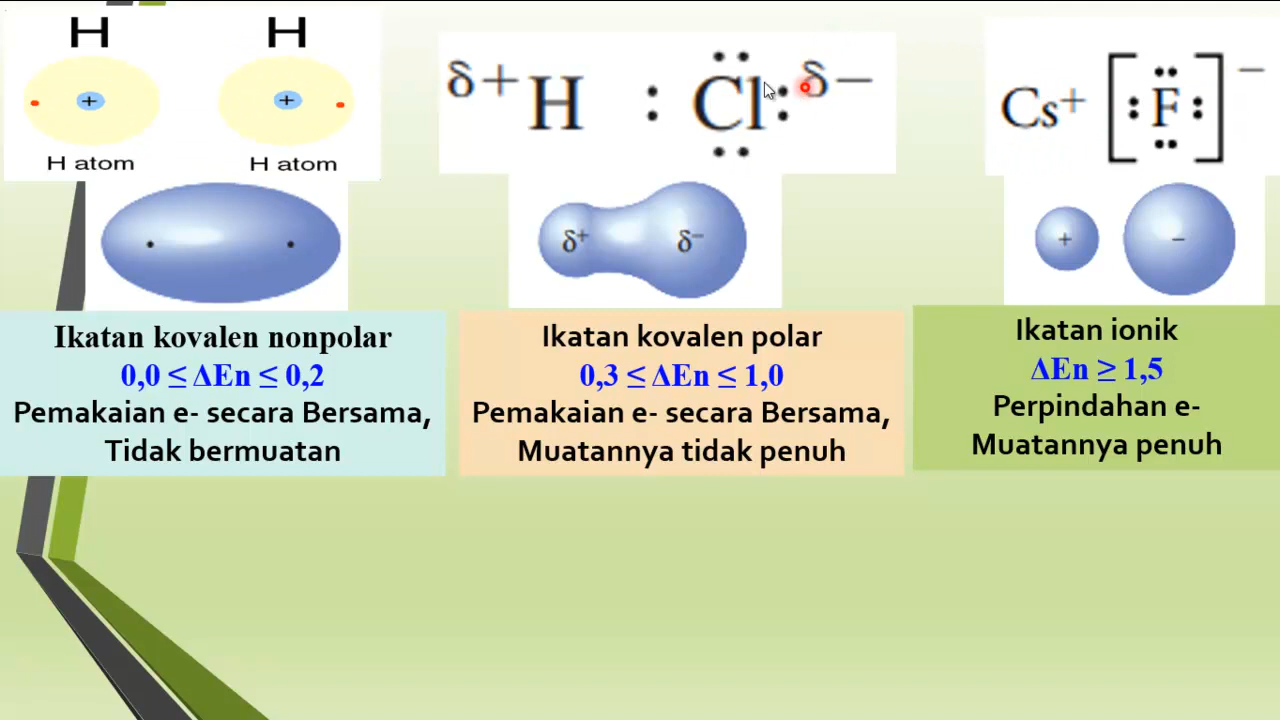 H H
+ +
H atom H atom
δ+ H : Cl : δ−
Cs+ [ F ] −
δ+ δ−
+ −
Ikatan kovalen nonpolar
0,0 ≤ ΔEn ≤ 0,2
Pemakaian e- secara Bersama,
Tidak bermuatan
Ikatan kovalen polar
0,3 ≤ ΔEn ≤ 1,0
Pemakaian e- secara Bersama,
Muatannya tidak penuh
Ikatan ionik
ΔEn ≥ 1,5
Perpindahan e-
Muatannya penuh